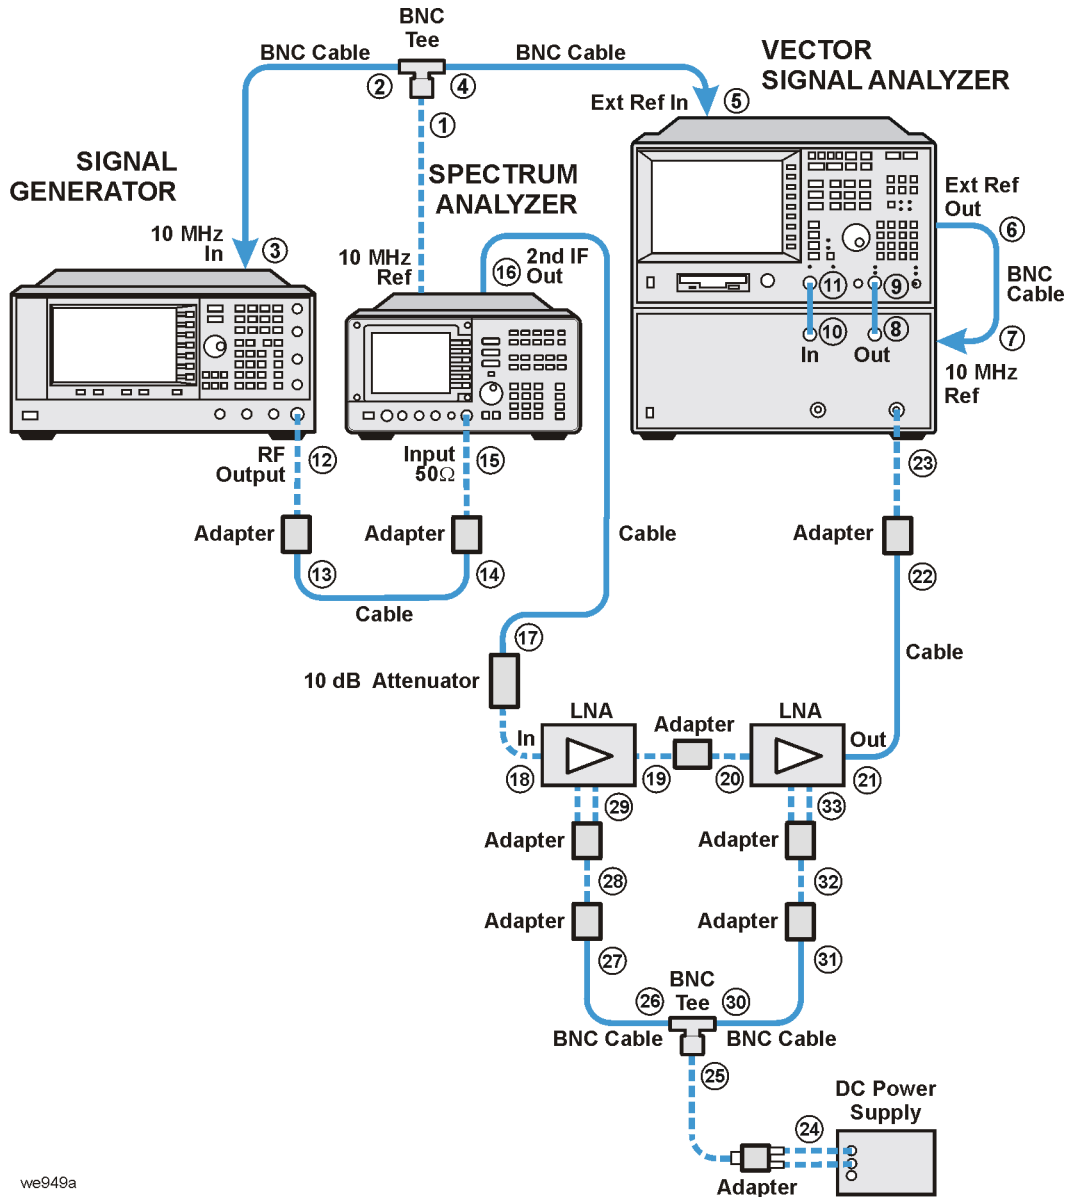 BNC
Tee
BNC Cable
BNC Cable
2
4
1
VECTOR
SIGNAL ANALYZER
Ext Ref In
5
SIGNAL
GENERATOR
SPECTRUM
ANALYZER
Ext Ref
Out
6
10 MHz
In
3
10 MHz
Ref
16
2nd IF
Out
BNC
Cable
11
9
10
8
In
Out
7
10 MHz
Ref
RF
Output
12
Input
50Ω
15
23
Adapter
Adapter
Cable
Adapter
13
14
22
Cable
17
Cable
10 dB Attenuator
LNA
Adapter
LNA
In
Out
18
19
20
21
29
33
Adapter
Adapter
28
32
Adapter
Adapter
27
31
BNC
Tee
26
30
BNC Cable
BNC Cable
25
DC Power
Supply
24
Adapter
we949a